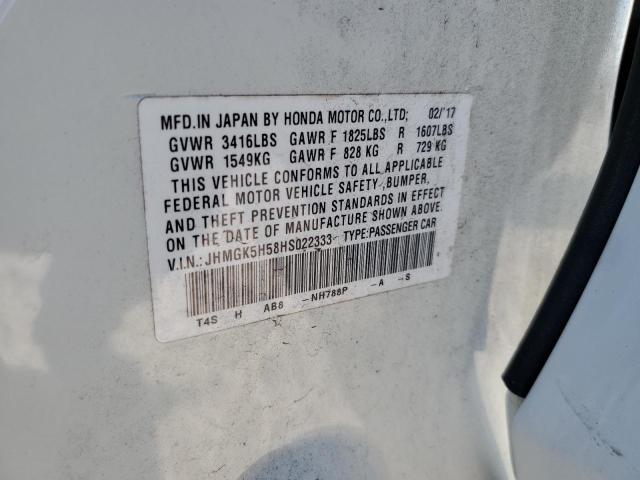 MFD.IN JAPAN BY HONDA MOTOR CO.,LTD; 02/'17
GVWR 3416LBS GAWR F 1825LBS R 1607LBS
GVWR 1549KG GAWR F 828 KG R 729 KG
THIS VEHICLE CONFORMS TO ALL APPLICABLE
FEDERAL MOTOR VEHICLE SAFETY ,BUMPER,
AND THEFT PREVENTION STANDARDS IN EFFECT
ON THE DATE OF MANUFACTURE SHOWN ABOVE.
V.I.N.:JHMGK5H58HS022333 TYPE:PASSENGER CAR
T4S H AB8 -NH788P -A -S